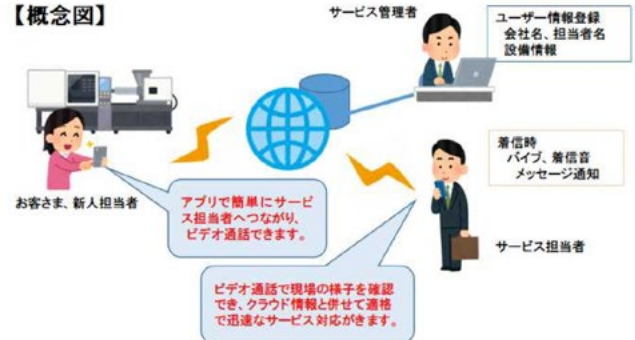 【概念図】
サービス管理者
ユーザー情報登録
会社名、担当者名
設備情報
着信時
バイブ、着信音
メッセージ通知
お客さま、新人担当者
アプリで簡単にサービ
ス担当者へつながり、
ビデオ通話できます。
サービス担当者
ビデオ通話で現場の様子を確認
でき、クラウド情報と併せて適格
で迅速なサービス対応がきます。